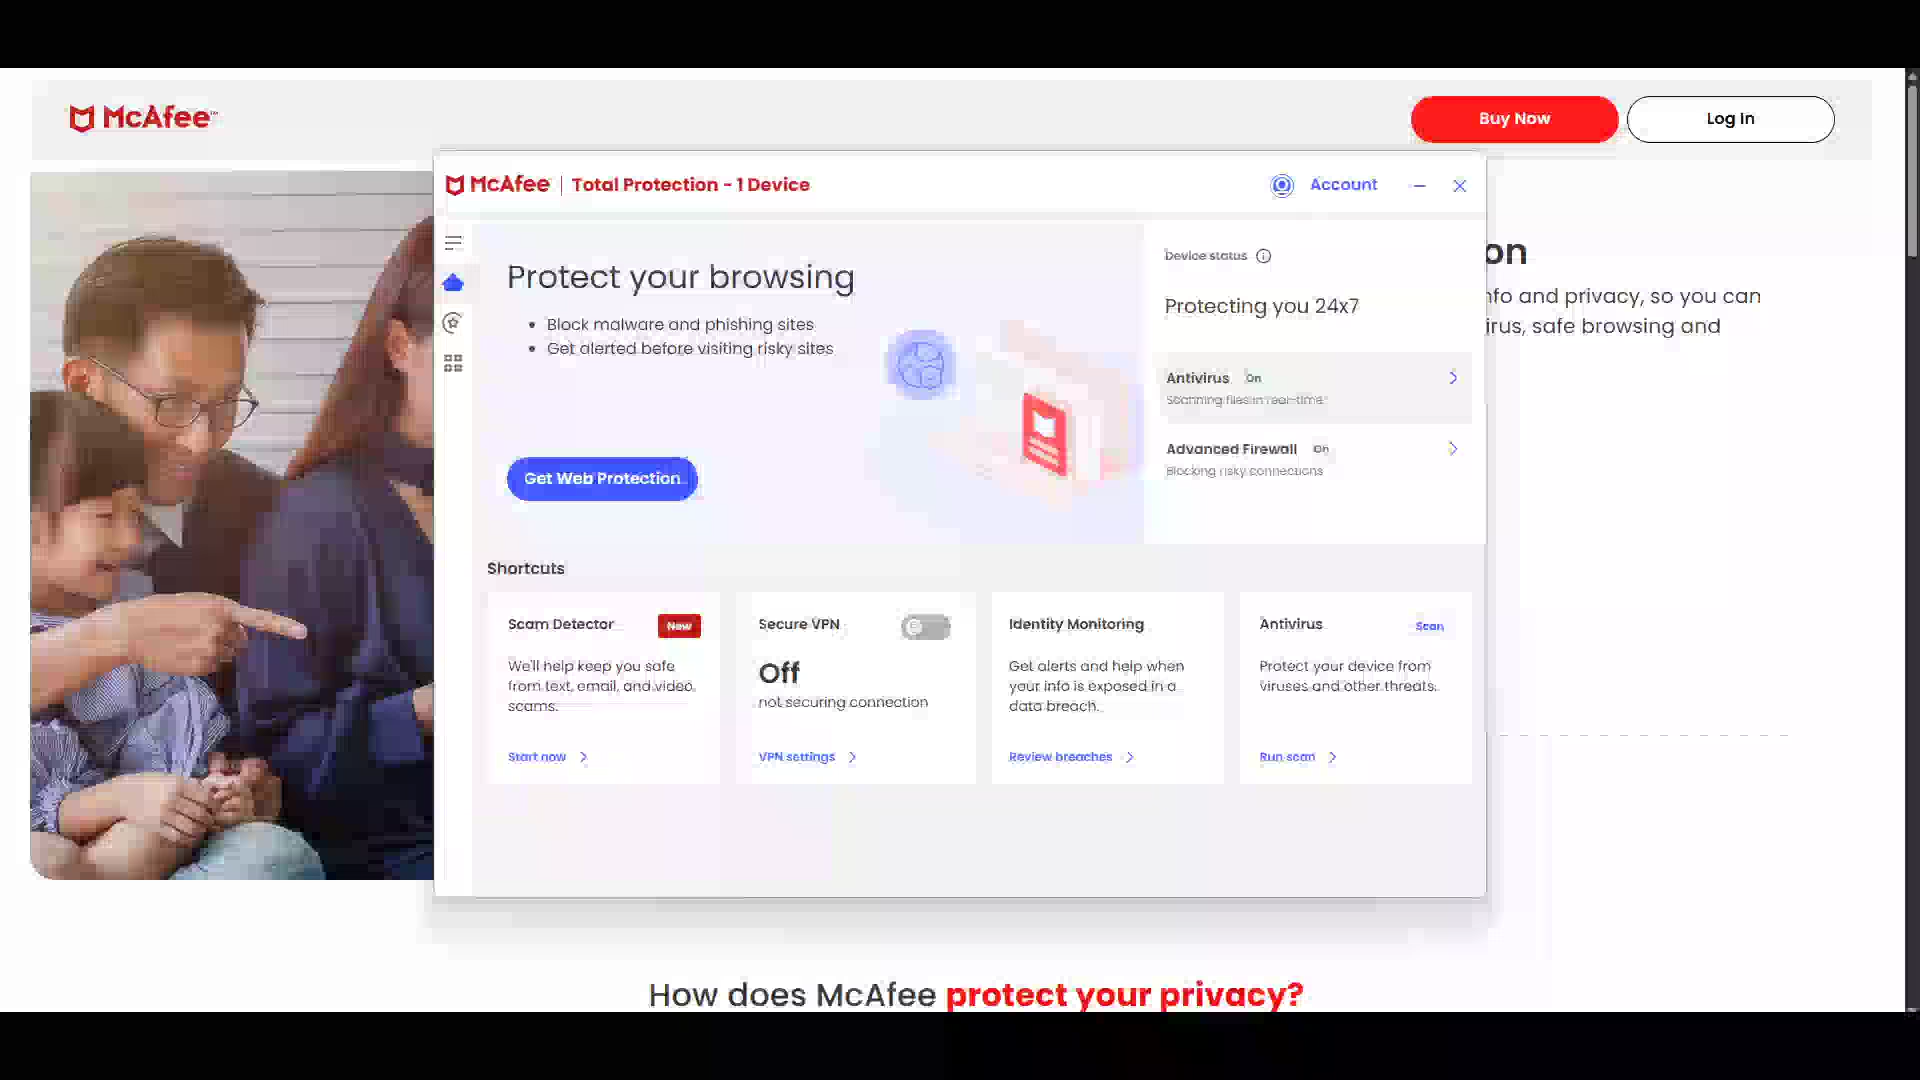 McAfee™
Buy Now
Log In
McAfee | Total Protection - 1 Device
Account
on
Protect your browsing
Device status
Block malware and phishing sites
Get alerted before visiting risky sites
Protecting you 24x7
nfo and privacy, so you can
irus, safe browsing and
Antivirus On
Scanning files in real-time.
Advanced Firewall On
Blocking risky connections
Get Web Protection
Shortcuts
Scam Detector New
We'll help keep you safe
from text, email, and video
scams.
Start now
Secure VPN
Off
not securing connection
VPN settings
Identity Monitoring
Get alerts and help when
your info is exposed in a
data breach.
Review breaches
Antivirus Scan
Protect your device from
viruses and other threats.
Run scan
How does McAfee protect your privacy?